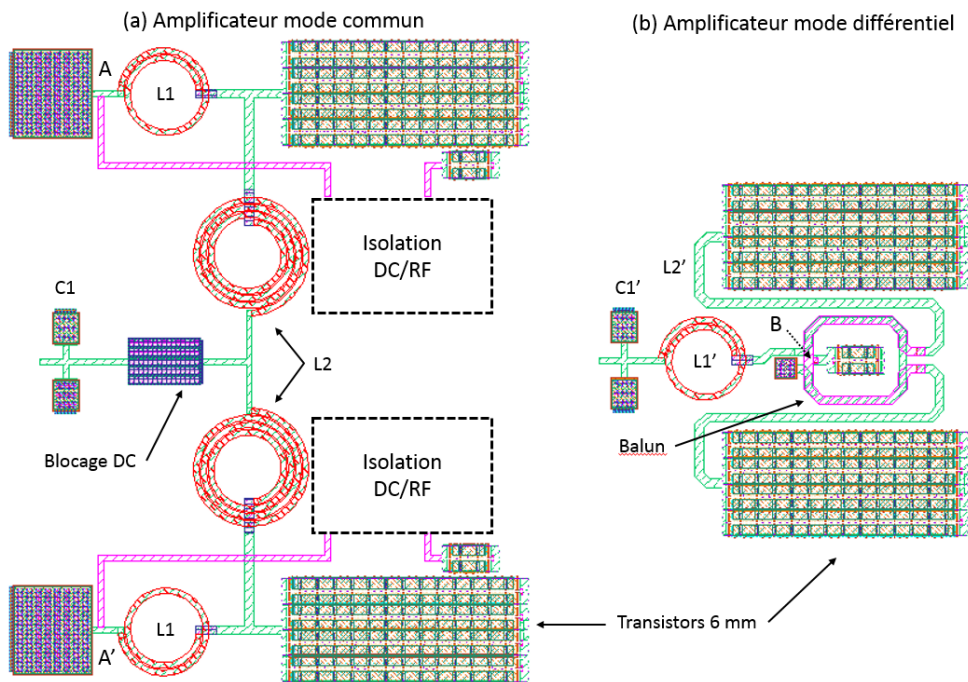 (a) Amplificateur mode commun
(b) Amplificateur mode différentiel
A
L1
Isolation
DC/RF
C1
L2
Blocage DC
Isolation
DC/RF
L1
A’
L2’
C1’
B
L1’
Balun
Transistors 6 mm